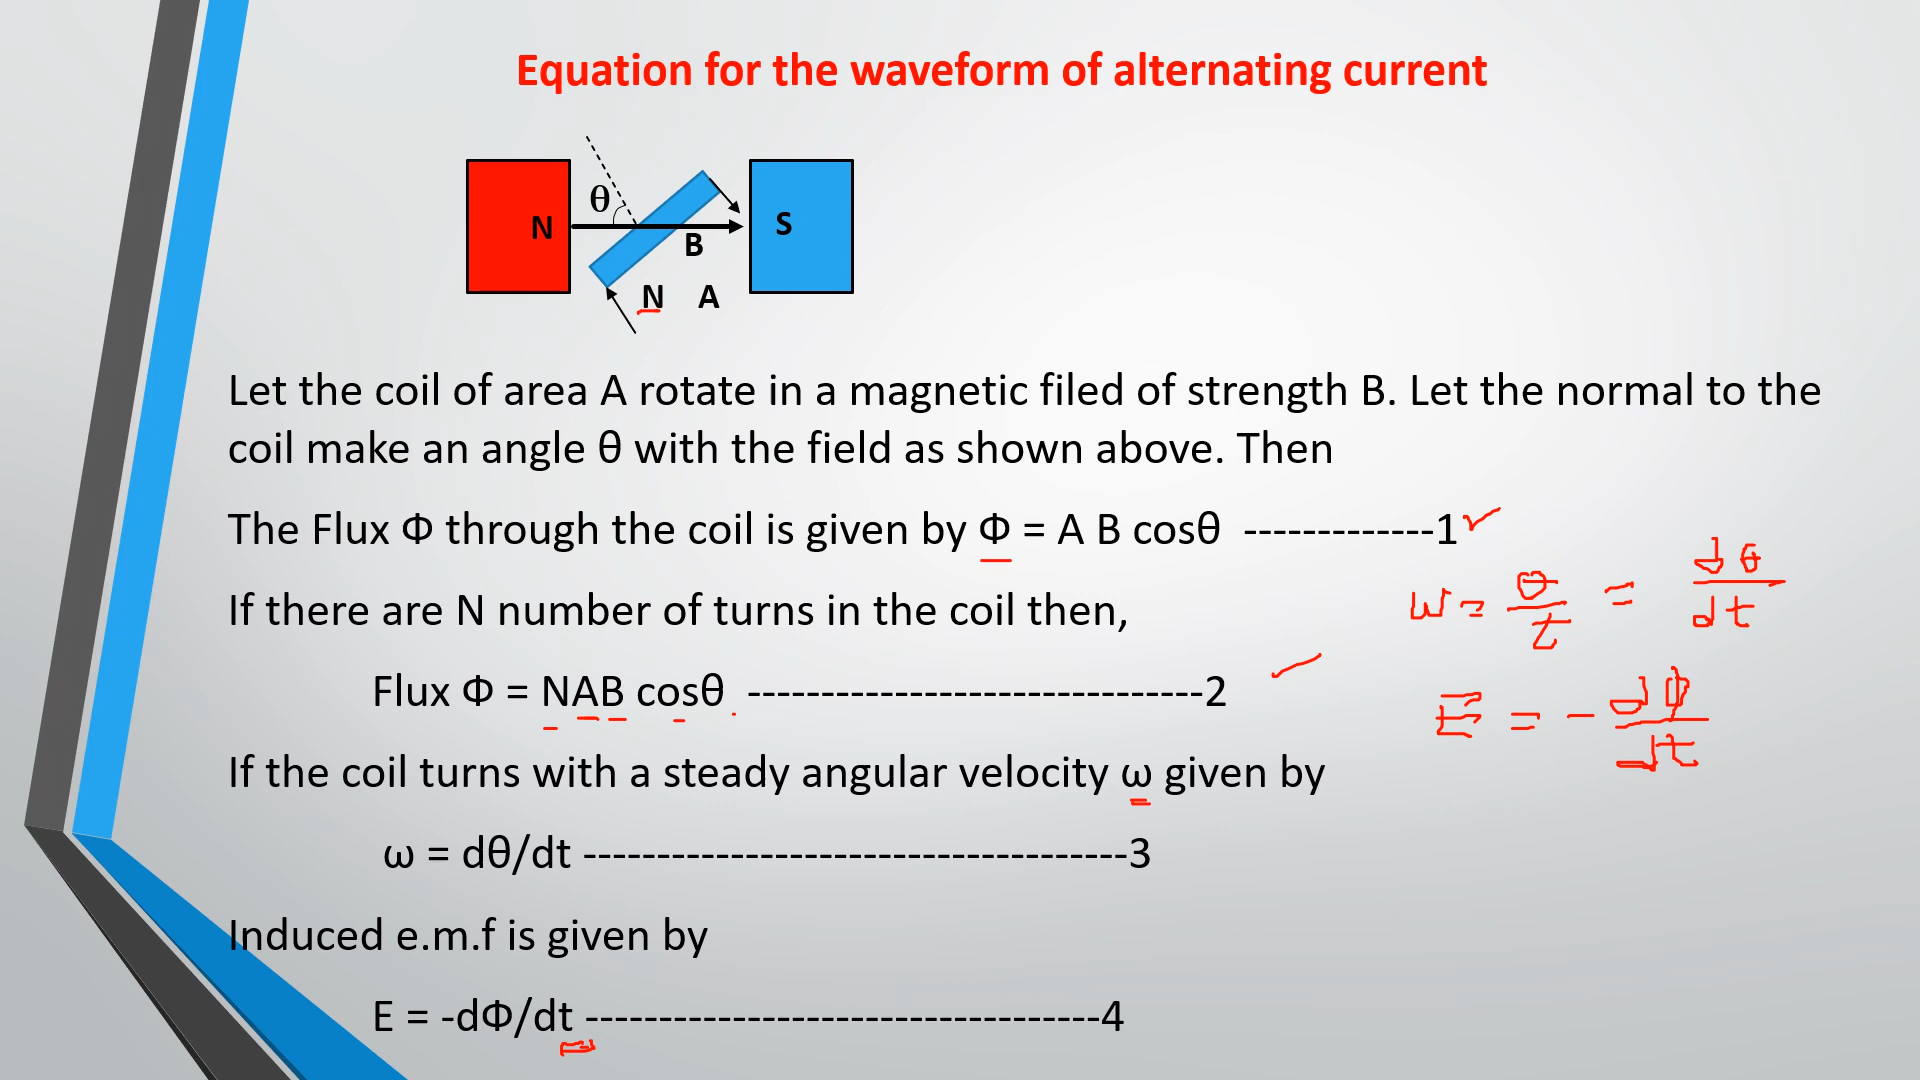 Equation for the waveform of alternating current
θ
N
S
B
N A
Let the coil of area A rotate in a magnetic filed of strength B. Let the normal to the
coil make an angle θ with the field as shown above. Then
The Flux Φ through the coil is given by Φ = A B cosθ -------------1
If there are N number of turns in the coil then,
w = θ/t = dθ/dt
Flux Φ = NAB cosθ -------------------------------2
E = - dΦ/dt
If the coil turns with a steady angular velocity ω given by
ω = dθ/dt -------------------------------------3
Induced e.m.f is given by
E = -dΦ/dt -----------------------------------4